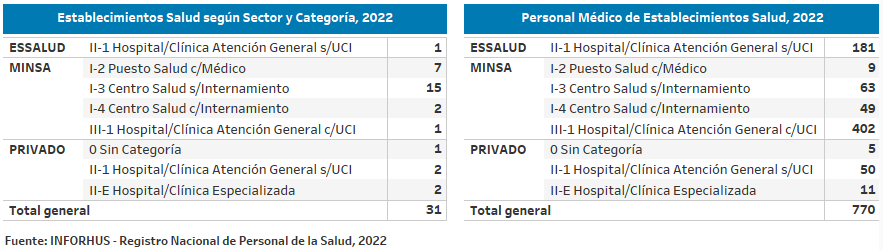 Establecimientos Salud según Sector y Categoría, 2022
ESSALUD II-1 Hospital/Clínica Atención General s/UCI 1
MINSA I-2 Puesto Salud c/Médico 7
I-3 Centro Salud s/Internamiento 15
I-4 Centro Salud c/Internamiento 2
III-1 Hospital/Clínica Atención General c/UCI 1
PRIVADO 0 Sin Categoría 1
II-1 Hospital/Clínica Atención General s/UCI 2
II-E Hospital/Clínica Especializada 2
Total general 31
Personal Médico de Establecimientos Salud, 2022
ESSALUD II-1 Hospital/Clínica Atención General s/UCI 181
MINSA I-2 Puesto Salud c/Médico 9
I-3 Centro Salud s/Internamiento 63
I-4 Centro Salud c/Internamiento 49
III-1 Hospital/Clínica Atención General c/UCI 402
PRIVADO 0 Sin Categoría 5
II-1 Hospital/Clínica Atención General s/UCI 50
II-E Hospital/Clínica Especializada 11
Total general 770
Fuente: INFORHUS - Registro Nacional de Personal de la Salud, 2022